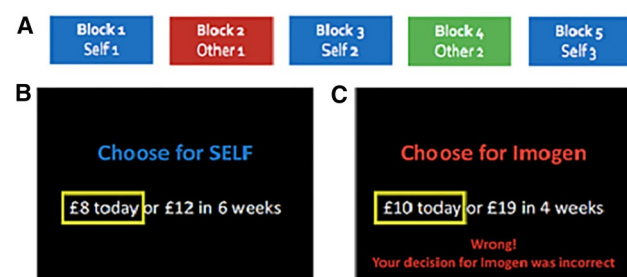 A
Block 1
Self 1
Block 2
Other 1
Block 3
Self 2
Block 4
Other 2
Block 5
Self 3
B
Choose for SELF
£8 today or £12 in 6 weeks
C
Choose for Imogen
£10 today or £19 in 4 weeks
Wrong!
Your decision for Imogen was incorrect